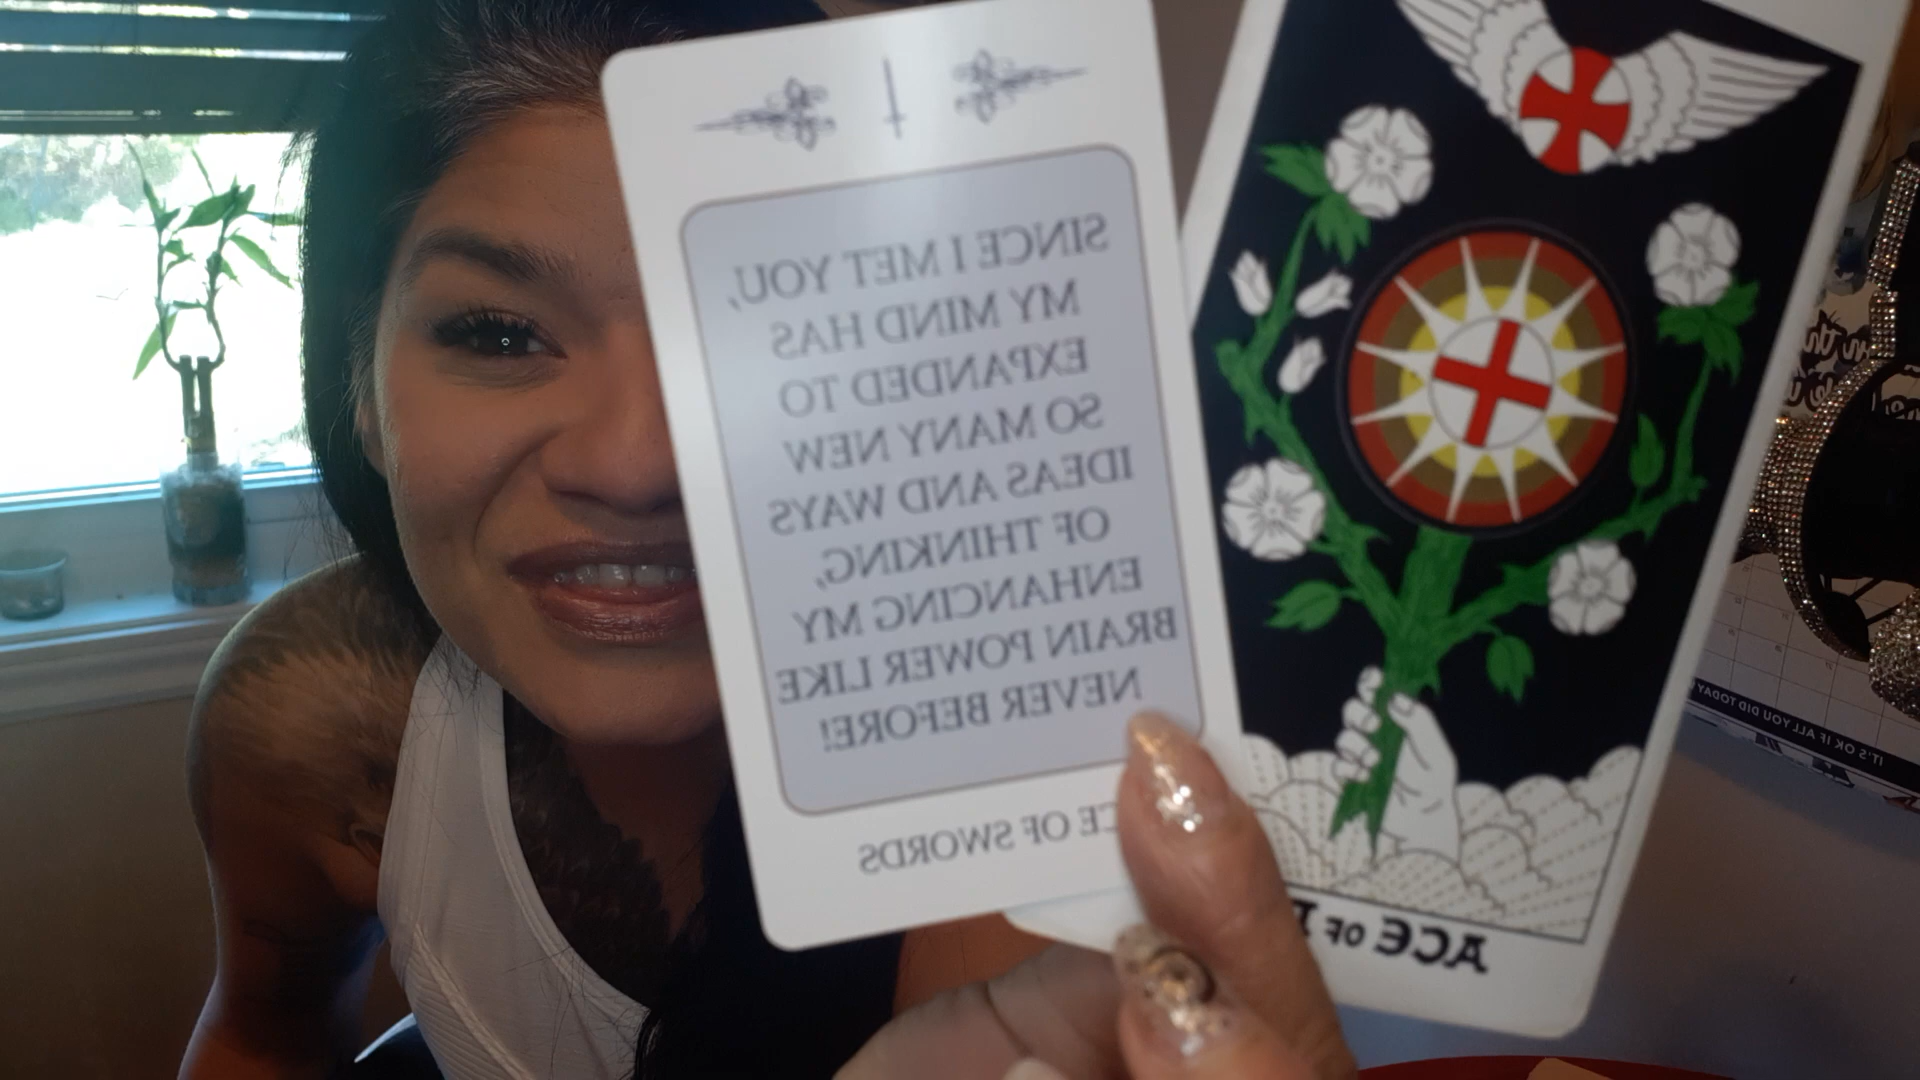 SINCE I MET YOU,
MY MIND HAS
EXPANDED TO
SO MANY NEW
IDEAS AND WAYS
OF THINKING,
ENHANCING MY
BRAIN POWER LIKE
NEVER BEFORE!
OF SWORDS
ACE OF
IT'S OK IF ALL YOU DID TODAY